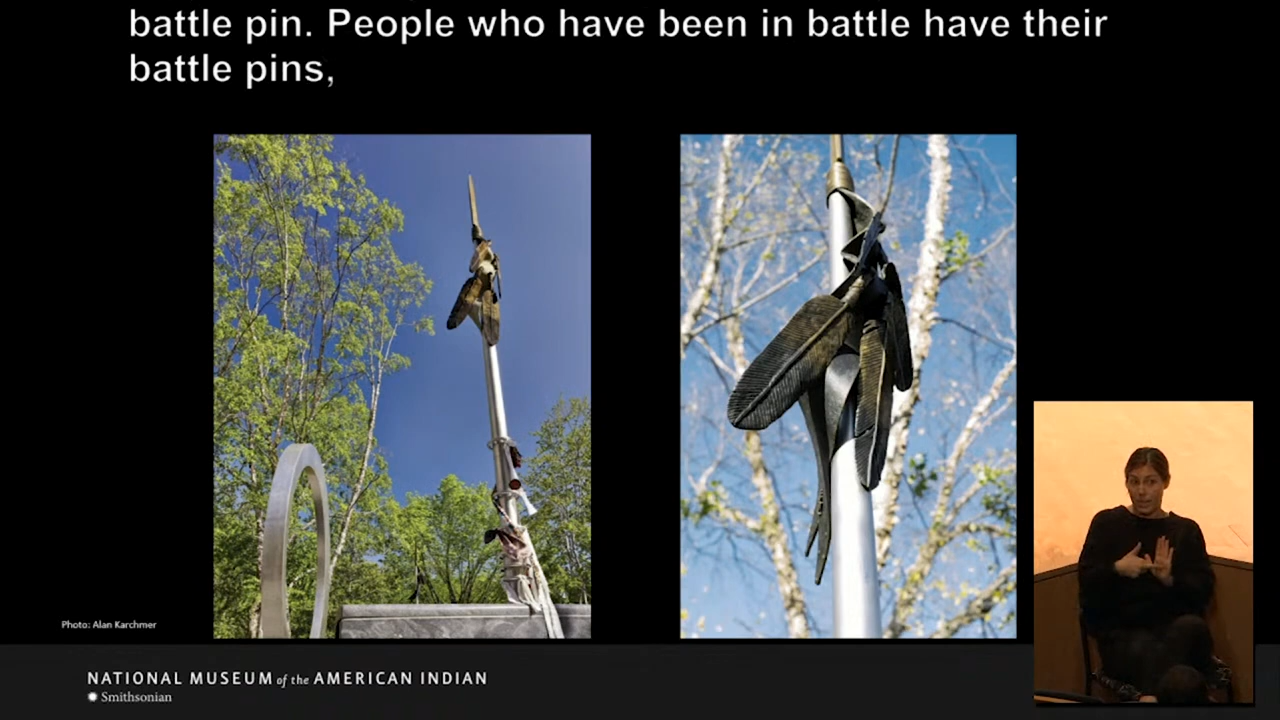 battle pin. People who have been in battle have their
battle pins,
Photo: Alan Karchmer
NATIONAL MUSEUM of the AMERICAN INDIAN
Smithsonian